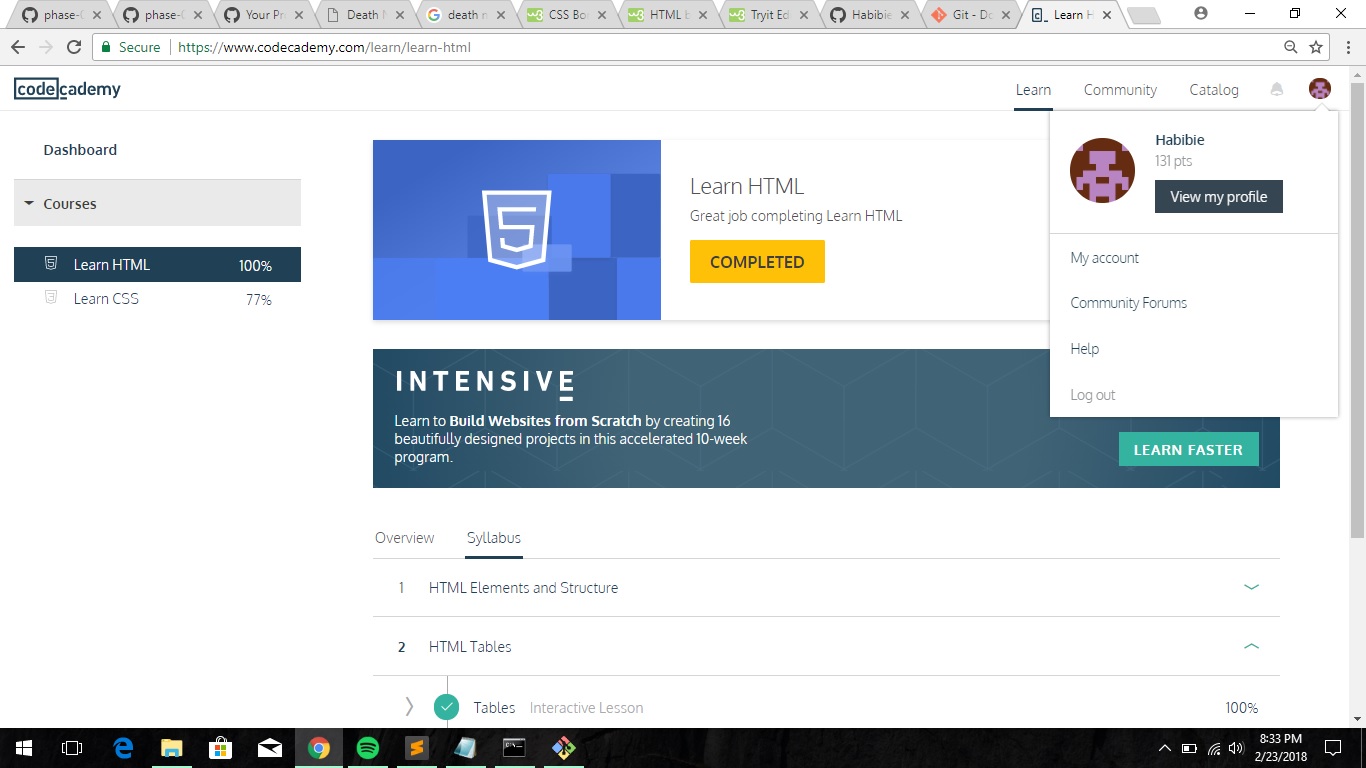 phase-
phase-
Your Pr
Death N
death n
CSS Bo
HTML b
Tryit Ed
Habibie
Git - Do
Learn H
Secure https://www.codecademy.com/learn/learn-html
codecademy
Learn Community Catalog
Dashboard
Courses
Learn HTML 100%
Learn CSS 77%
Learn HTML
Great job completing Learn HTML
COMPLETED
Habibie
131 pts
View my profile
My account
Community Forums
Help
Log out
INTENSIVE
Learn to Build Websites from Scratch by creating 16
beautifully designed projects in this accelerated 10-week
program.
LEARN FASTER
Overview Syllabus
1 HTML Elements and Structure
2 HTML Tables
Tables Interactive Lesson 100%
8:33 PM
2/23/2018